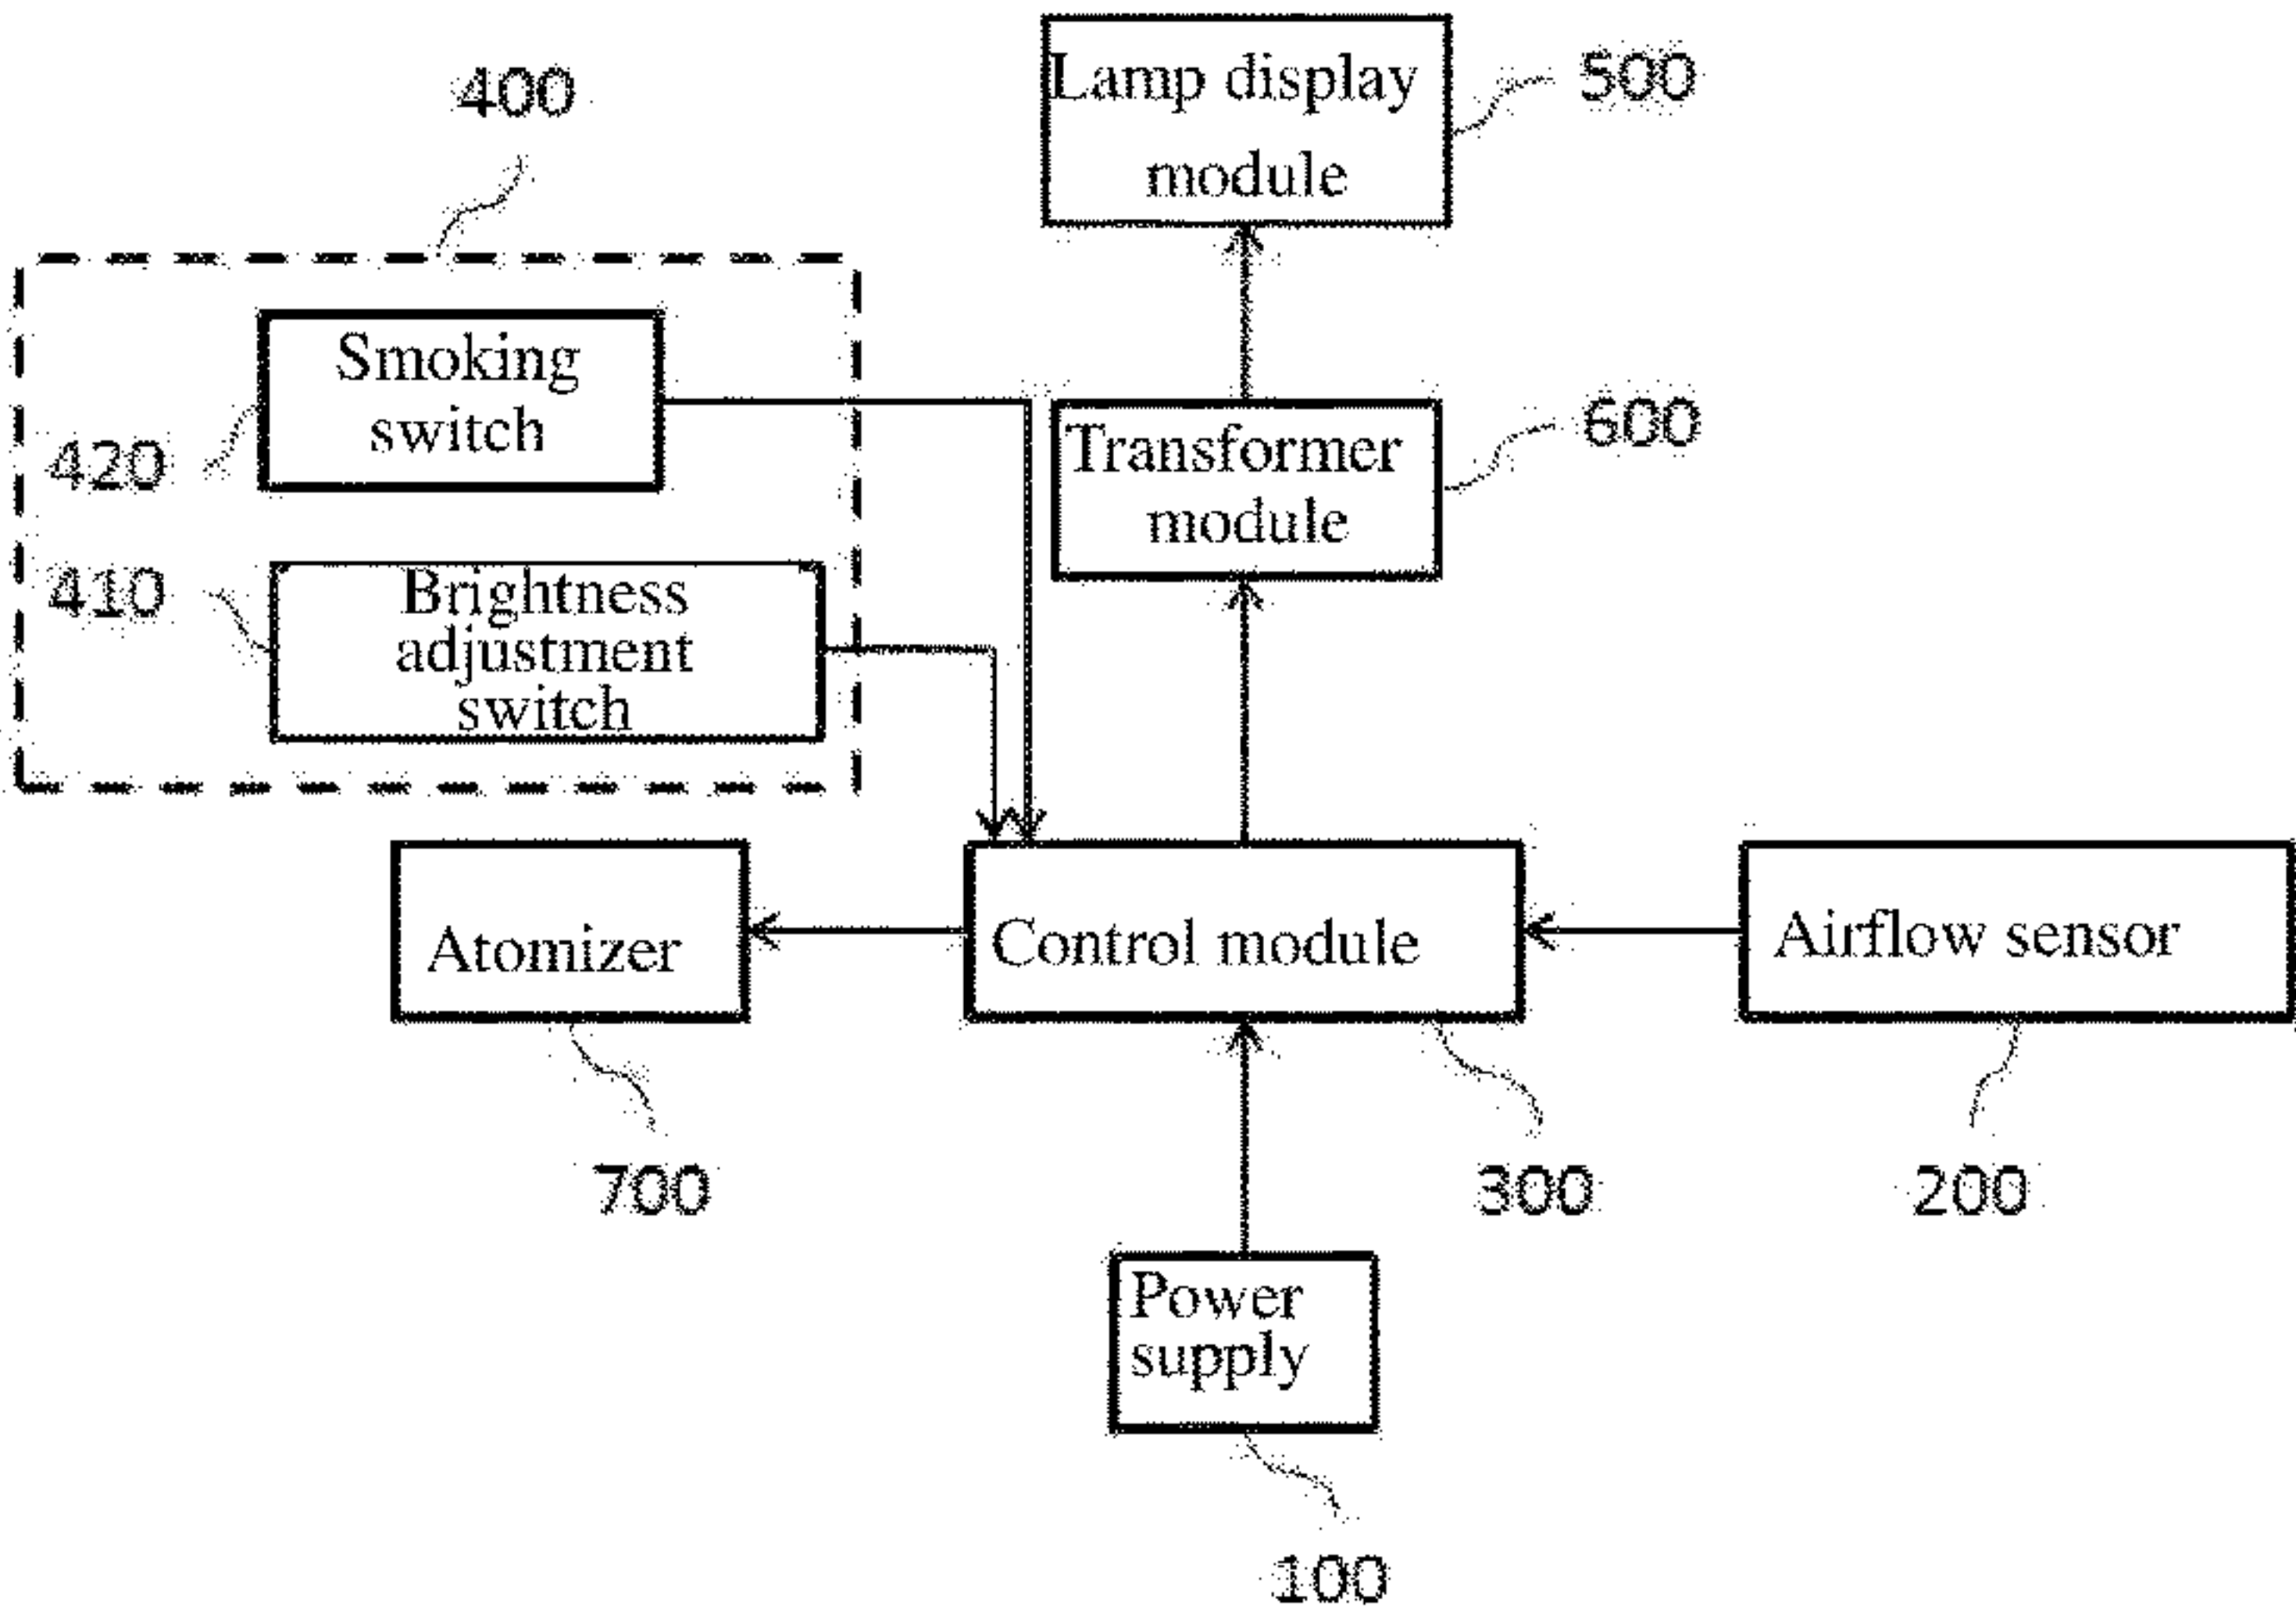 400
Lamp display
module
500
Smoking
switch
420
Transformer
module
600
410
Brightness
adjustment
switch
Atomizer
Control module
Airflow sensor
700
300
200
Power
supply
100